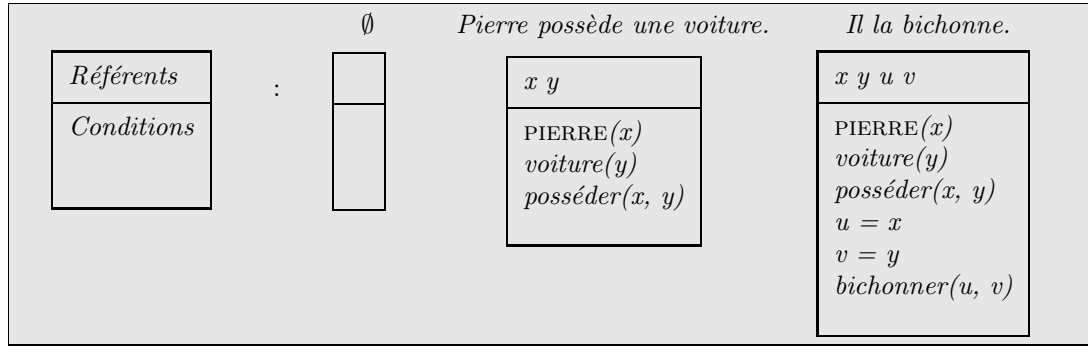 ∅
Pierre possède une voiture.
Il la bichonne.
Référents
:
Conditions
x y
PIERRE(x)
voiture(y)
posséder(x, y)
x y u v
PIERRE(x)
voiture(y)
posséder(x, y)
u = x
v = y
bichonner(u, v)